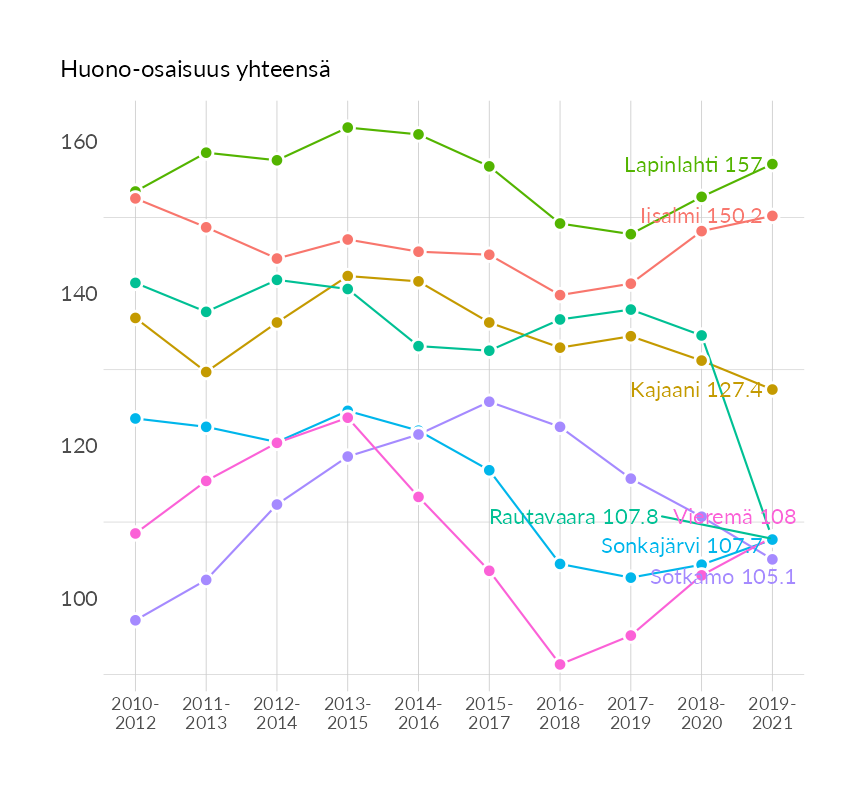 Huono-osaisuus yhteensä
160
140
120
100
Lapinlahti 157
Iisalmi 150.2
Kajaani 127.4
Rautavaara 107.8
Vieremä 108
Sonkajärvi 107.7
Sotkamo 105.1
2010- 2011- 2012- 2013- 2014- 2015- 2016- 2017- 2018- 2019-
2012 2013 2014 2015 2016 2017 2018 2019 2020 2021